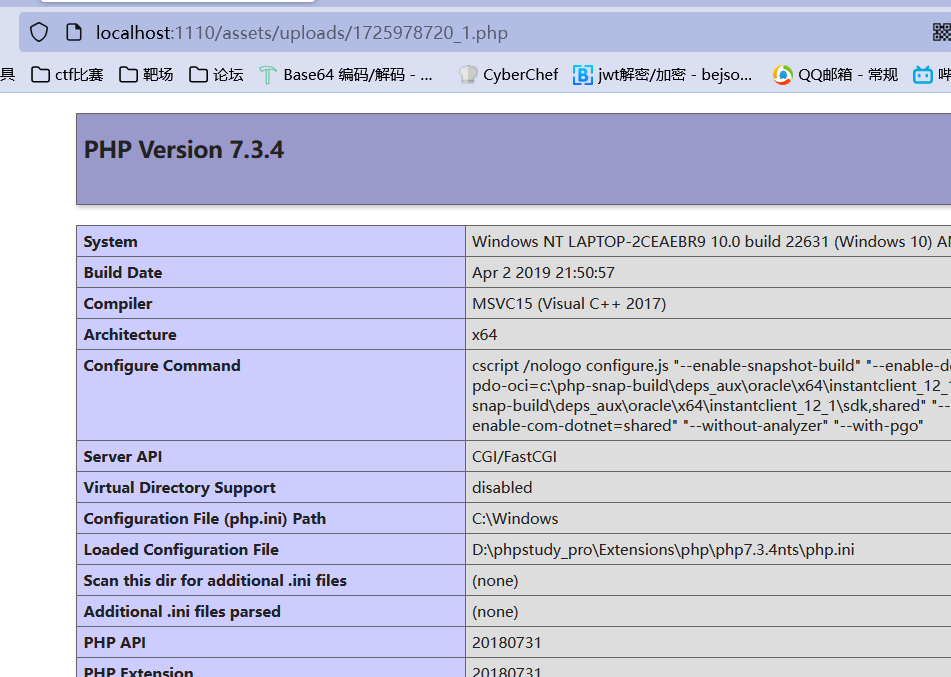 localhost:1110/assets/uploads/1725978720_1.php
具 ctf比赛 靶场 论坛 Base64 编码/解码 - ... CyberChef jwt解密/加密 - bejso... QQ邮箱 - 常规
PHP Version 7.3.4
System Windows NT LAPTOP-2CEAEBR9 10.0 build 22631 (Windows 10)
Build Date Apr 2 2019 21:50:57
Compiler MSVC15 (Visual C++ 2017)
Architecture x64
Configure Command cscript /nologo configure.js "--enable-snapshot-build" "--enable-d
pdo-oci=c:\php-snap-build\deps_aux\oracle\x64\instantclient_12_
snap-build\deps_aux\oracle\x64\instantclient_12_1\sdk,shared" "--
enable-com-dotnet=shared" "--without-analyzer" "--with-pgo"
Server API CGI/FastCGI
Virtual Directory Support disabled
Configuration File (php.ini) Path C:\Windows
Loaded Configuration File D:\phpstudy_pro\Extensions\php\php7.3.4nts\php.ini
Scan this dir for additional .ini files (none)
Additional .ini files parsed (none)
PHP API 20180731
PHP Extension 20180731